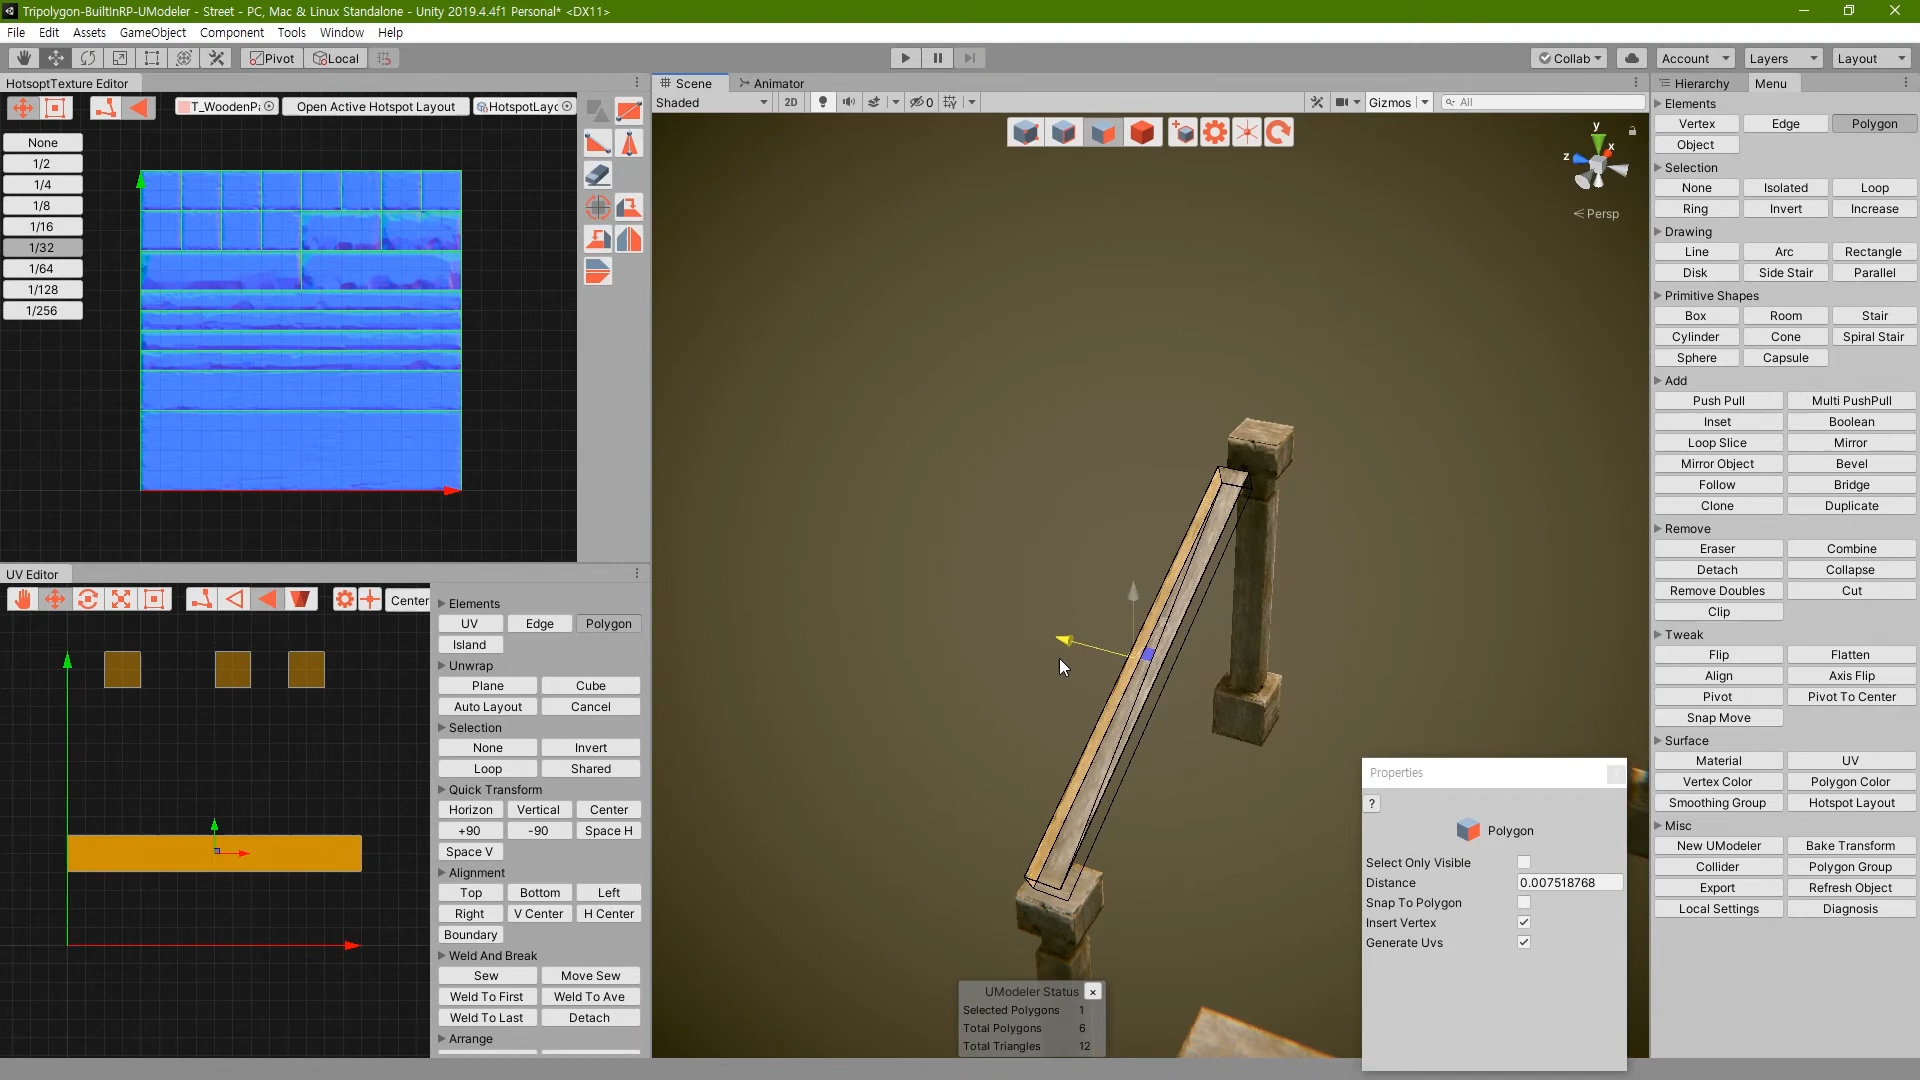 Tripolygon-BuiltInRP-UModeler - Street - PC, Mac & Linux Standalone - Unity 2019.4.4f1 Personal* <DX11>
File Edit Assets GameObject Component Tools Window Help
Pivot Local Collab Account Layers Layout
HotsoptTexture Editor
T_WoodenPa Open Active Hotspot Layout HotspotLayo
None
1/2
1/4
1/8
1/16
1/32
1/64
1/128
1/256
UV Editor
Center
Elements
UV Edge Polygon
Island
Unwrap
Plane Cube
Auto Layout Cancel
Selection
None Invert
Loop Shared
Quick Transform
Horizon Vertical Center
+90 -90 Space H
Space V
Alignment
Top Bottom Left
Right V Center H Center
Boundary
Weld And Break
Sew Move Sew
Weld To First Weld To Ave
Weld To Last Detach
Arrange
Scene Animator
Shaded 2D 0 Gizmos All
y
x
z
Persp
UModeler Status ×
Selected Polygons 1
Total Polygons 6
Total Triangles 12
Properties
?
Polygon
Select Only Visible
Distance 0.007518768
Snap To Polygon
Insert Vertex
Generate Uvs
Hierarchy Menu
Elements
Vertex Edge Polygon
Object
Selection
None Isolated Loop
Ring Invert Increase
Drawing
Line Arc Rectangle
Disk Side Stair Parallel
Primitive Shapes
Box Room Stair
Cylinder Cone Spiral Stair
Sphere Capsule
Add
Push Pull Multi PushPull
Inset Boolean
Loop Slice Mirror
Mirror Object Bevel
Follow Bridge
Clone Duplicate
Remove
Eraser Combine
Detach Collapse
Remove Doubles Cut
Clip
Tweak
Flip Flatten
Align Axis Flip
Pivot Pivot To Center
Snap Move
Surface
Material UV
Vertex Color Polygon Color
Smoothing Group Hotspot Layout
Misc
New UModeler Bake Transform
Collider Polygon Group
Export Refresh Object
Local Settings Diagnosis